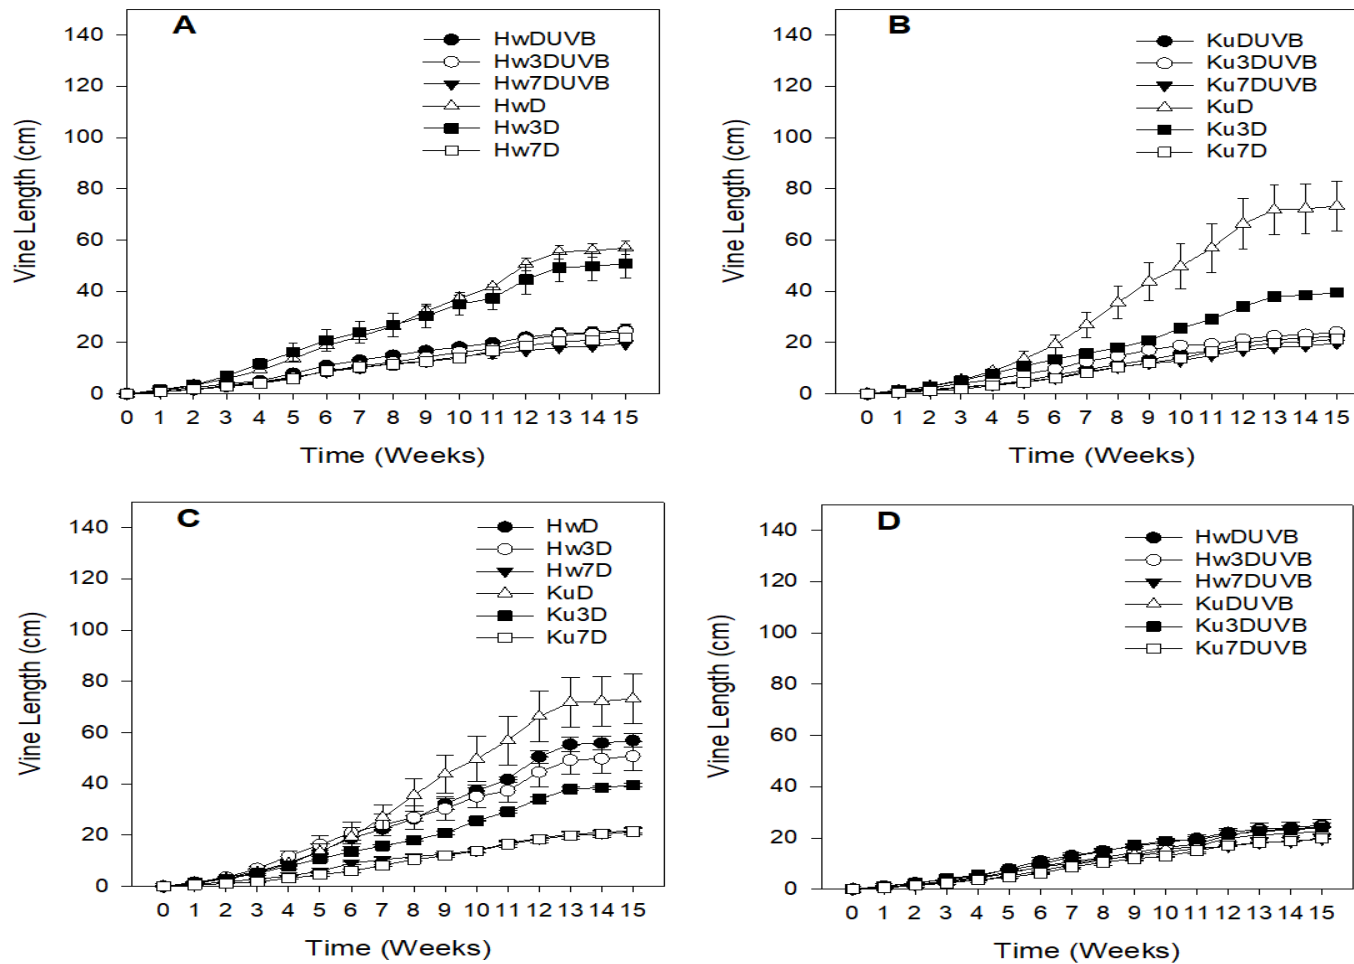 A
HwDUVB
Hw3DUVB
Hw7DUVB
HwD
Hw3D
Hw7D
140
120
100
80
60
40
20
0
Vine Length (cm)
0 1 2 3 4 5 6 7 8 9 10 11 12 13 14 15
Time (Weeks)
B
KuDUVB
Ku3DUVB
Ku7DUVB
KuD
Ku3D
Ku7D
140
120
100
80
60
40
20
0
Vine Length (cm)
0 1 2 3 4 5 6 7 8 9 10 11 12 13 14 15
Time (Weeks)
C
HwD
Hw3D
Hw7D
KuD
Ku3D
Ku7D
140
120
100
80
60
40
20
0
Vine Length (cm)
0 1 2 3 4 5 6 7 8 9 10 11 12 13 14 15
Time (Weeks)
D
HwDUVB
Hw3DUVB
Hw7DUVB
KuDUVB
Ku3DUVB
Ku7DUVB
140
120
100
80
60
40
20
0
Vine Length (cm)
0 1 2 3 4 5 6 7 8 9 10 11 12 13 14 15
Time (Weeks)